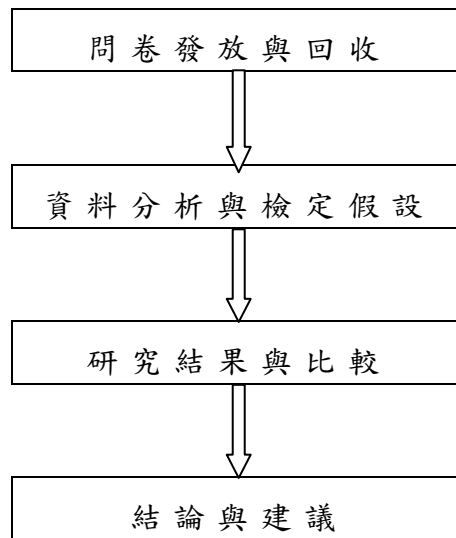 問卷發放與回收
資料分析與檢定假設
研究結果與比較
結論與建議